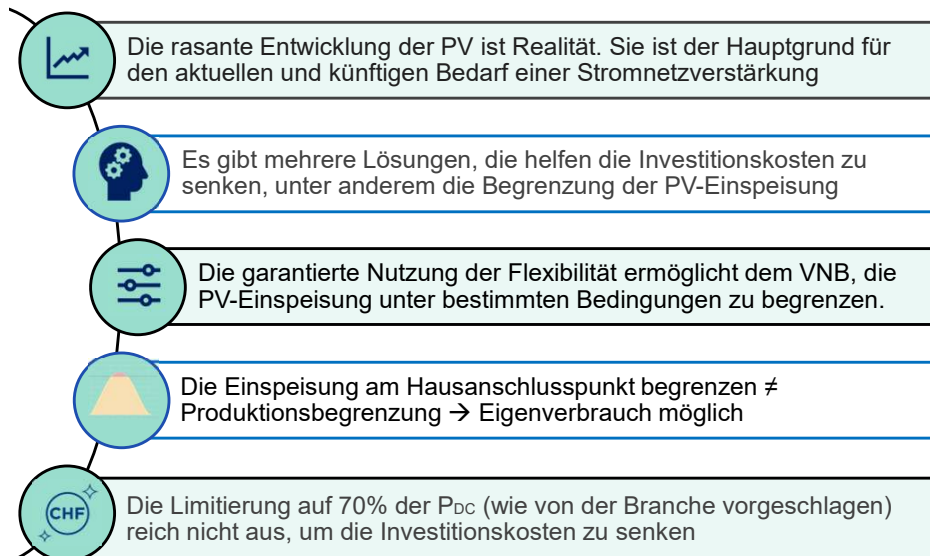 Die rasante Entwicklung der PV ist Realität. Sie ist der Hauptgrund für
den aktuellen und künftigen Bedarf einer Stromnetzverstärkung
Es gibt mehrere Lösungen, die helfen die Investitionskosten zu
senken, unter anderem die Begrenzung der PV-Einspeisung
Die garantierte Nutzung der Flexibilität ermöglicht dem VNB, die
PV-Einspeisung unter bestimmten Bedingungen zu begrenzen.
Die Einspeisung am Hausanschlusspunkt begrenzen ≠
Produktionsbegrenzung → Eigenverbrauch möglich
CHF
Die Limitierung auf 70% der PDC (wie von der Branche vorgeschlagen)
reich nicht aus, um die Investitionskosten zu senken